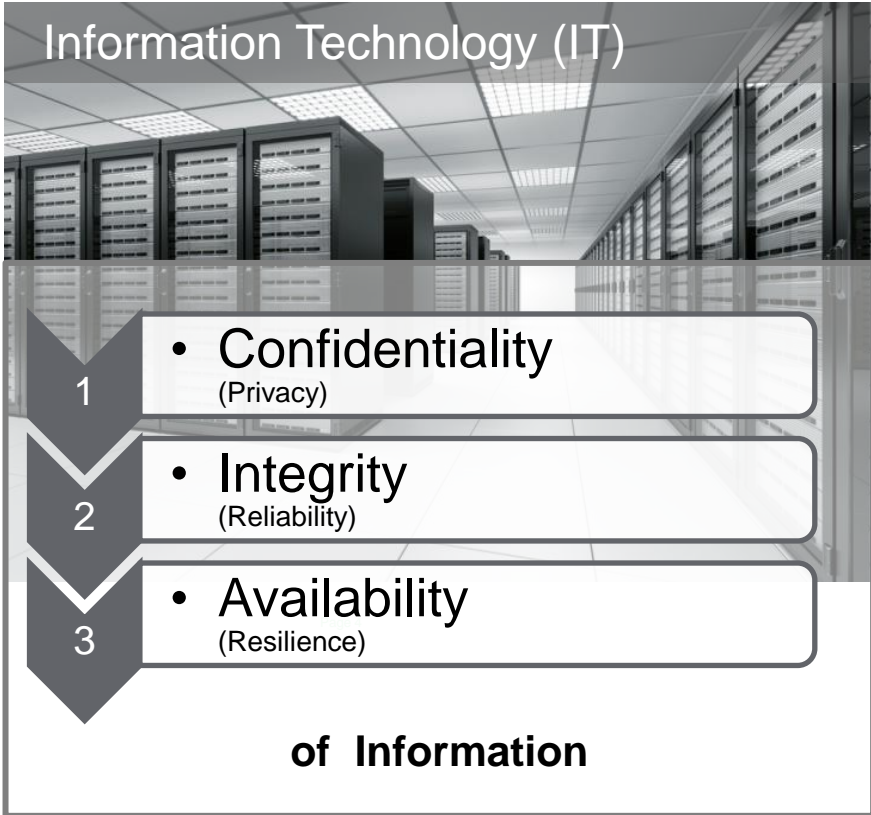 Information Technology (IT)
1
• Confidentiality
(Privacy)
2
• Integrity
(Reliability)
3
• Availability
(Resilience)
of Information